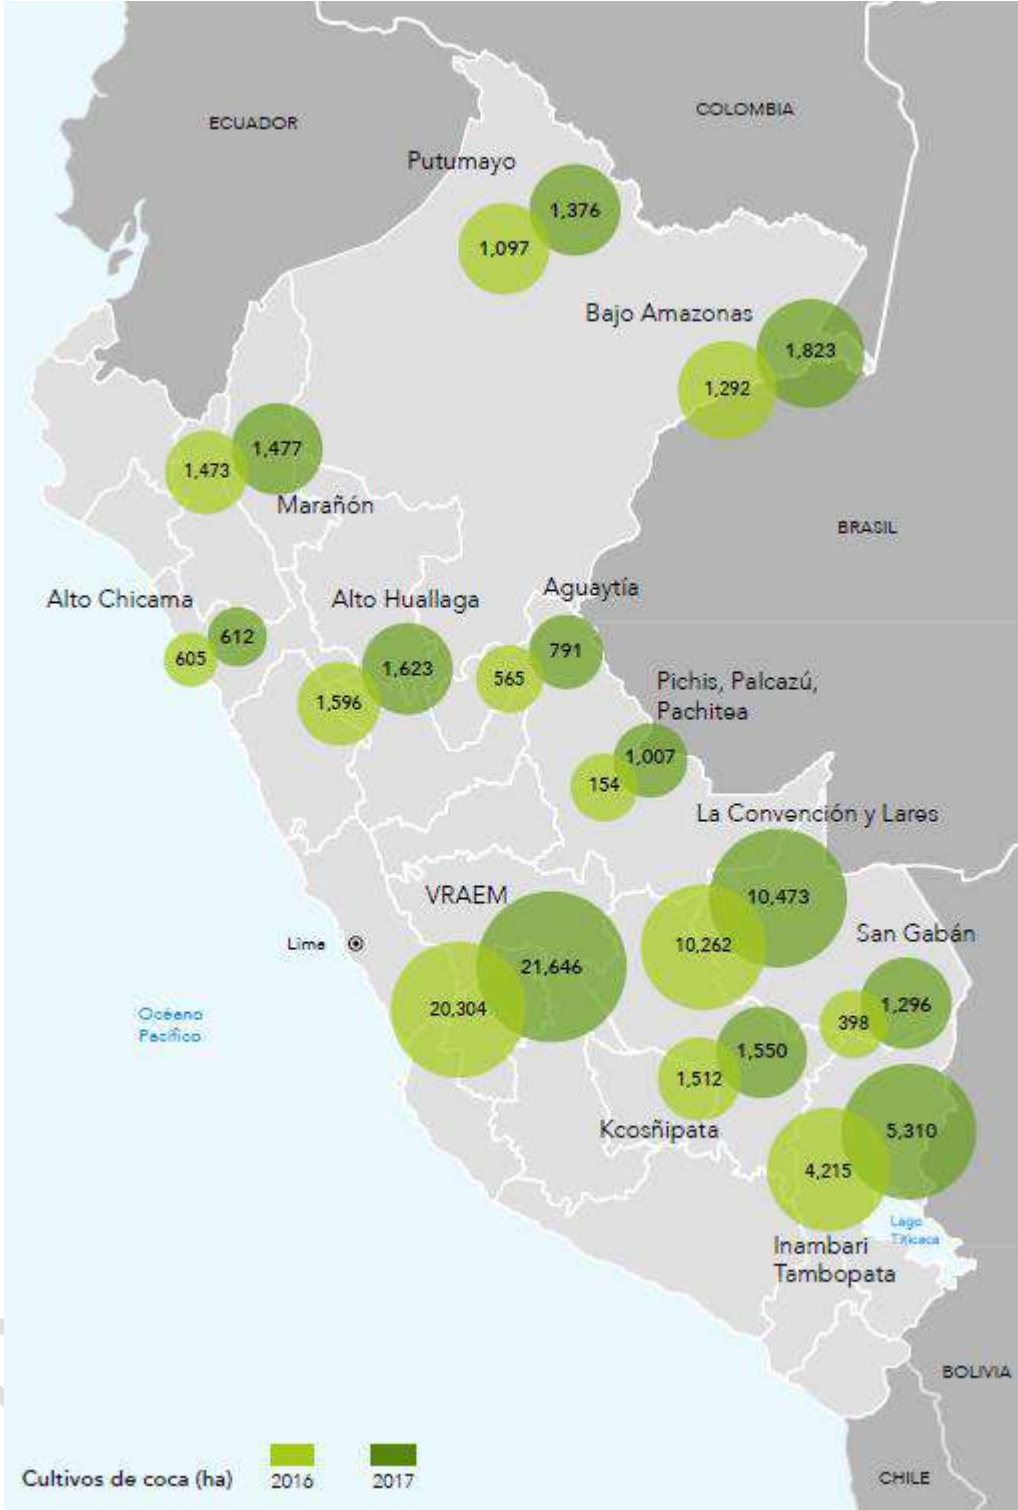 COLOMBIA
ECUADOR
Putumayo
1,376
1,097
Bajo Amazonas
1,823
1,292
1,477
1,473
Marañón
BRASIL
Alto Chicama
612
605
Alto Huallaga
1,623
1,596
Aguaytía
791
565
Pichis, Palcazú,
Pachitea
1,007
154
La Convención y Lares
10,473
10,262
VRAEM
21,646
20,304
Lima
San Gabán
1,296
398
Océano
Pacífico
1,550
1,512
Kcosñipata
5,310
4,215
Lago
Titicaca
Inambari
Tambopata
BOLIVIA
CHILE
Cultivos de coca (ha)
2016
2017